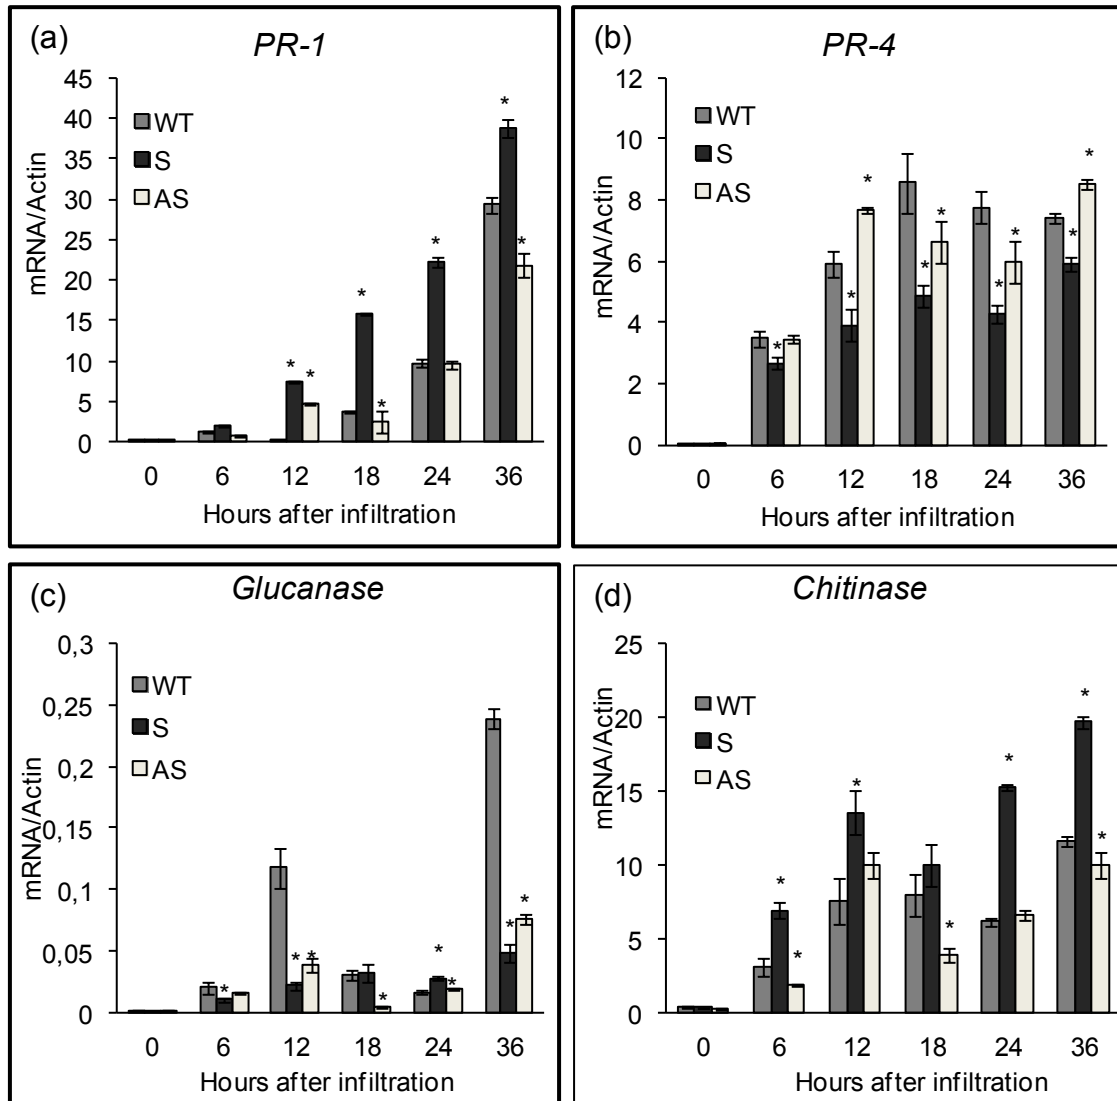 (a)
PR-1
mRNA/Actin
45
40
35
30
25
20
15
10
5
0
WT
S
AS
* * * * * * *
0 6 12 18 24 36
Hours after infiltration
(b)
PR-4
mRNA/Actin
12
10
8
6
4
2
0
WT
S
AS
* * * * * * * * *
0 6 12 18 24 36
Hours after infiltration
(c)
Glucanase
mRNA/Actin
0,3
0,25
0,2
0,15
0,1
0,05
0
WT
S
AS
* * * * * * * *
0 6 12 18 24 36
Hours after infiltration
(d)
Chitinase
mRNA/Actin
25
20
15
10
5
0
WT
S
AS
* * * * * * *
0 6 12 18 24 36
Hours after infiltration